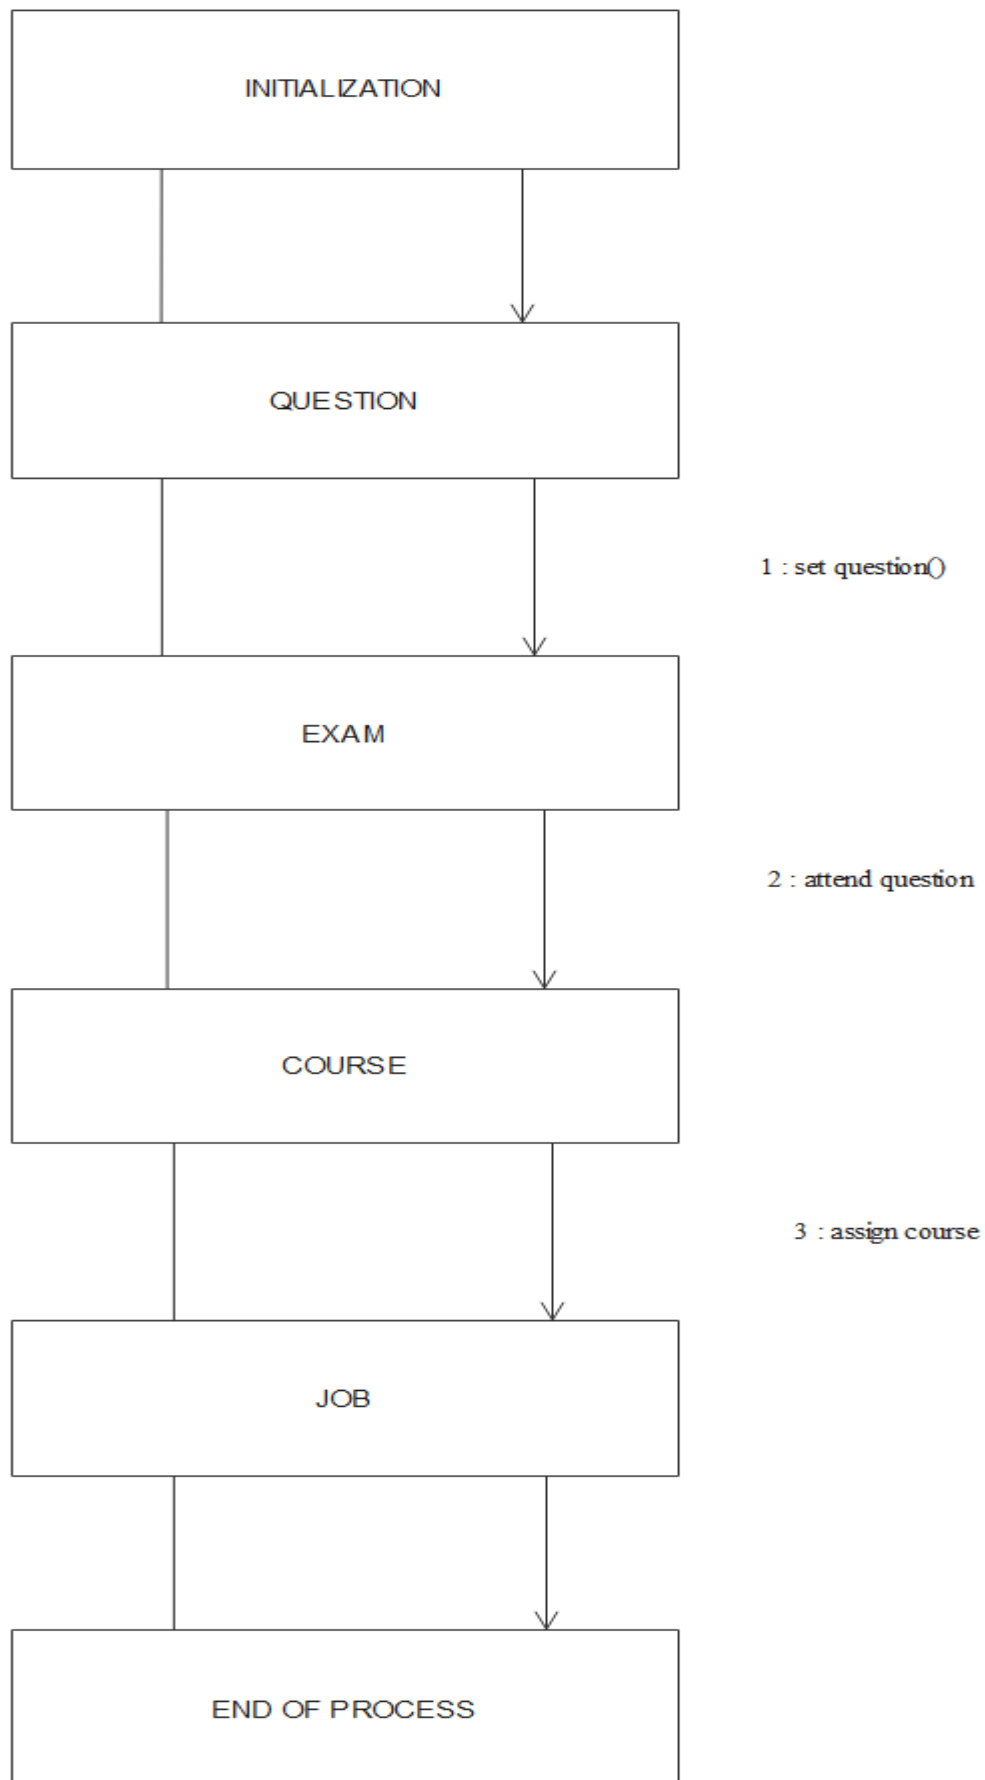 INITIALIZATION
QUESTION
1 : set question()
EXAM
2 : attend question
COURSE
3 : assign course
JOB
END OF PROCESS